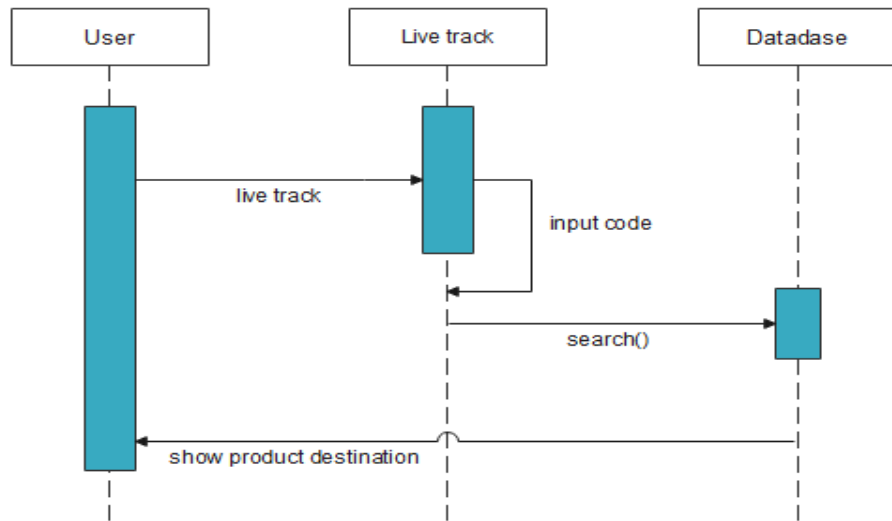 User
Live track
Datadase
live track
input code
search()
show product destination